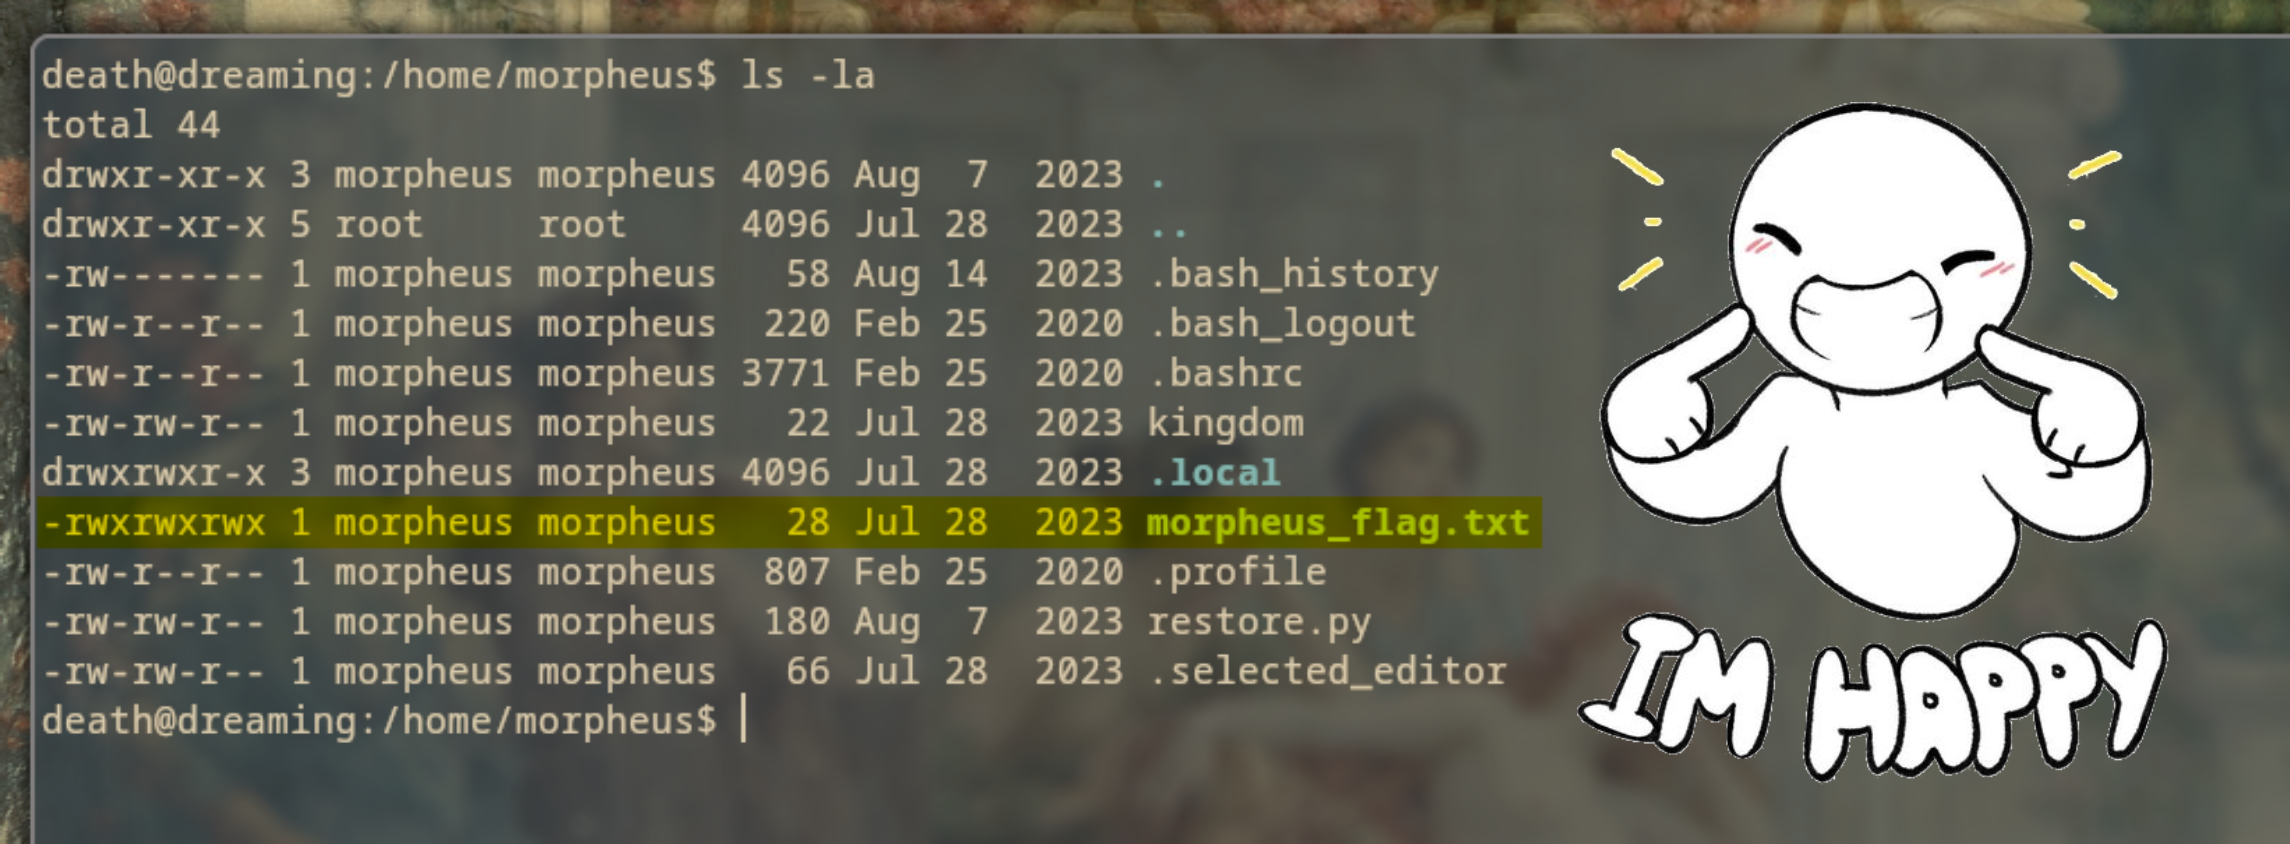 death@dreaming:/home/morpheus$ ls -la
total 44
drwxr-xr-x 3 morpheus morpheus 4096 Aug  7  2023 .
drwxr-xr-x 5 root     root     4096 Jul 28  2023 ..
-rw------- 1 morpheus morpheus   58 Aug 14  2023 .bash_history
-rw-r--r-- 1 morpheus morpheus  220 Feb 25  2020 .bash_logout
-rw-r--r-- 1 morpheus morpheus 3771 Feb 25  2020 .bashrc
-rw-rw-r-- 1 morpheus morpheus   22 Jul 28  2023 kingdom
drwxrwxr-x 3 morpheus morpheus 4096 Jul 28  2023 .local
-rwxrwxrwx 1 morpheus morpheus   28 Jul 28  2023 morpheus_flag.txt
-rw-r--r-- 1 morpheus morpheus  807 Feb 25  2020 .profile
-rw-rw-r-- 1 morpheus morpheus  180 Aug  7  2023 restore.py
-rw-rw-r-- 1 morpheus morpheus   66 Jul 28  2023 .selected_editor
death@dreaming:/home/morpheus$
IM HAPPY